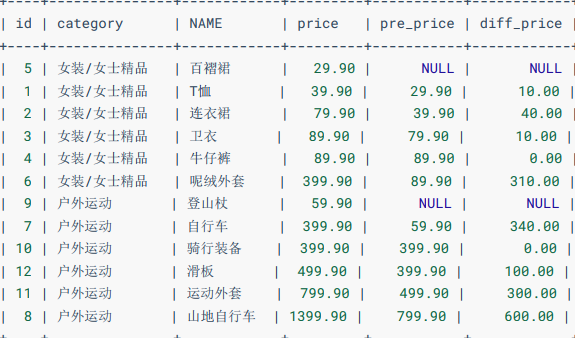 | id | category | NAME | price | pre_price | diff_price |
| 5 | 女装/女士精品 | 百褶裙 | 29.90 | NULL | NULL |
| 1 | 女装/女士精品 | T恤 | 39.90 | 29.90 | 10.00 |
| 2 | 女装/女士精品 | 连衣裙 | 79.90 | 39.90 | 40.00 |
| 3 | 女装/女士精品 | 卫衣 | 89.90 | 79.90 | 10.00 |
| 4 | 女装/女士精品 | 牛仔裤 | 89.90 | 89.90 | 0.00 |
| 6 | 女装/女士精品 | 呢绒外套 | 399.90 | 89.90 | 310.00 |
| 9 | 户外运动 | 登山杖 | 59.90 | NULL | NULL |
| 7 | 户外运动 | 自行车 | 399.90 | 59.90 | 340.00 |
| 10 | 户外运动 | 骑行装备 | 399.90 | 399.90 | 0.00 |
| 12 | 户外运动 | 滑板 | 499.90 | 399.90 | 100.00 |
| 11 | 户外运动 | 运动外套 | 799.90 | 499.90 | 300.00 |
| 8 | 户外运动 | 山地自行车 | 1399.90 | 799.90 | 600.00 |